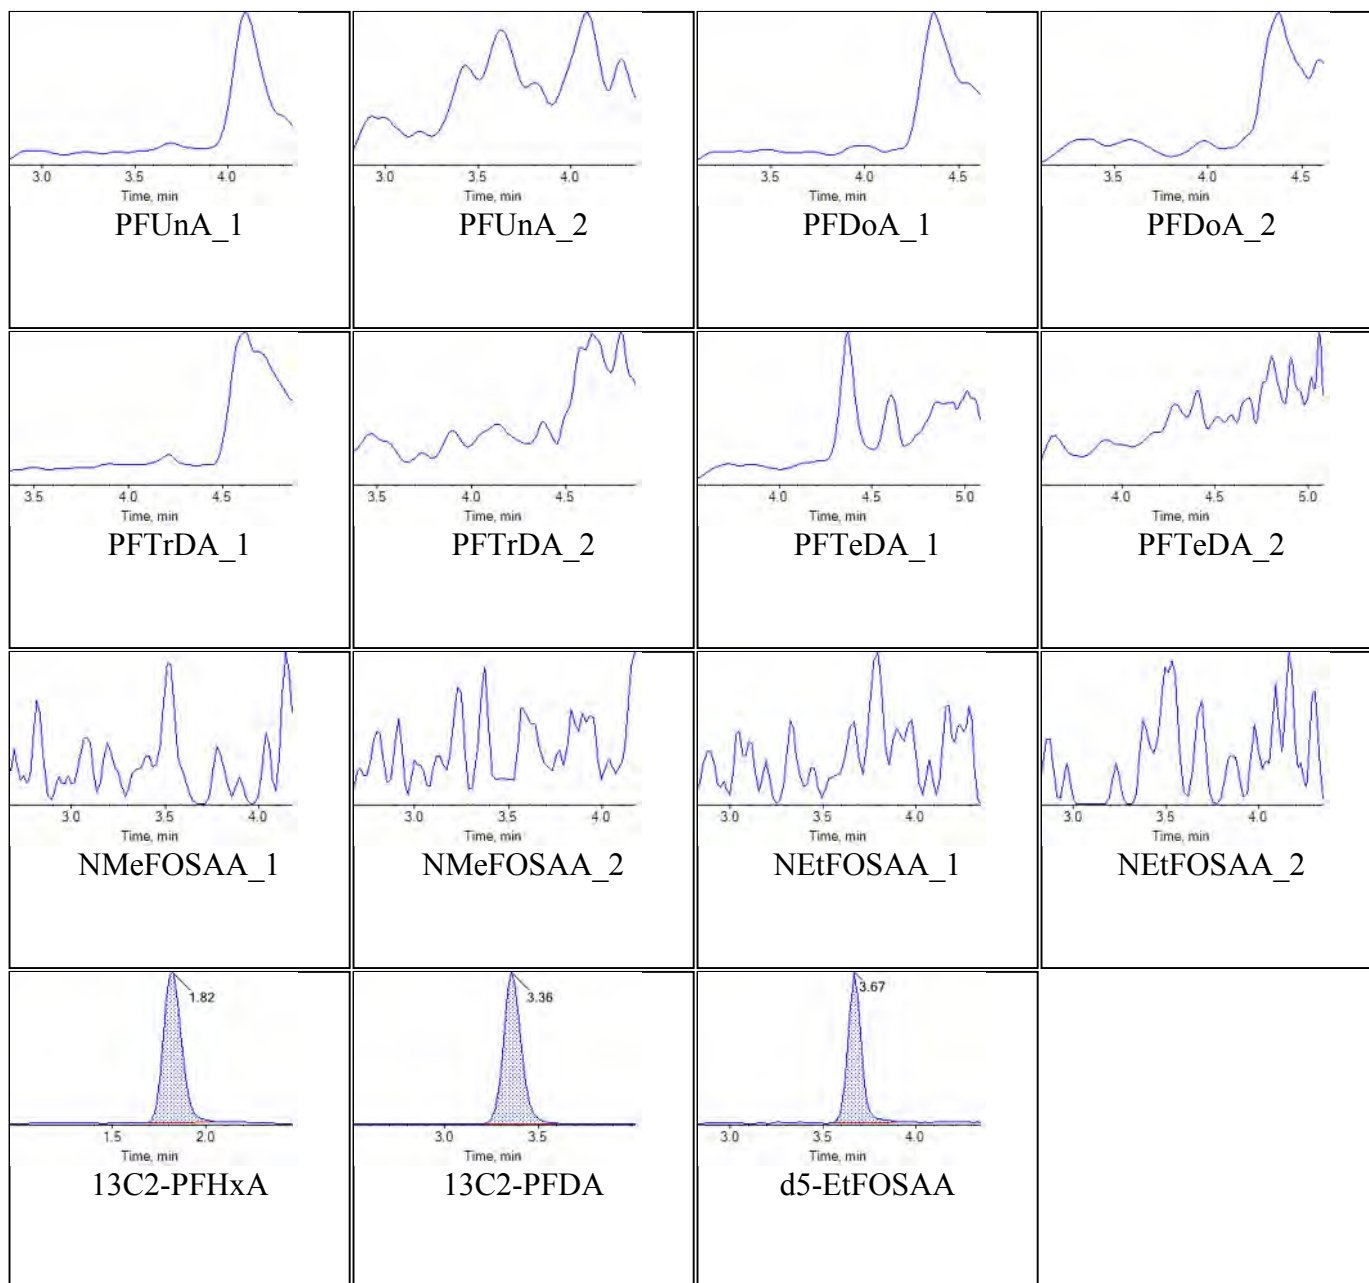 3.0 4.0
Time, min
PFUnA_1
3.0 3.5 4.0
Time, min
PFUnA_2
3.5 4.0 4.5
Time, min
PFDoA_1
3.5 4.0 4.5
Time, min
PFDoA_2
3.5 4.0 4.5
Time, min
PFTrDA_1
3.5 4.0 4.5
Time, min
PFTrDA_2
4.0 4.5 5.0
Time, min
PFTeDA_1
4.0 4.5 5.0
Time, min
PFTeDA_2
3.0 3.5 4.0
Time, min
NMeFOSAA_1
3.0 3.5 4.0
Time, min
NMeFOSAA_2
3.0 3.5 4.0
Time, min
NEtFOSAA_1
3.0 3.5 4.0
Time, min
NEtFOSAA_2
1.82
1.5 2.0
Time, min
13C2-PFHxA
3.36
3.0 3.5
Time, min
13C2-PFDA
3.67
3.0 3.5 4.0
Time, min
d5-EtFOSAA